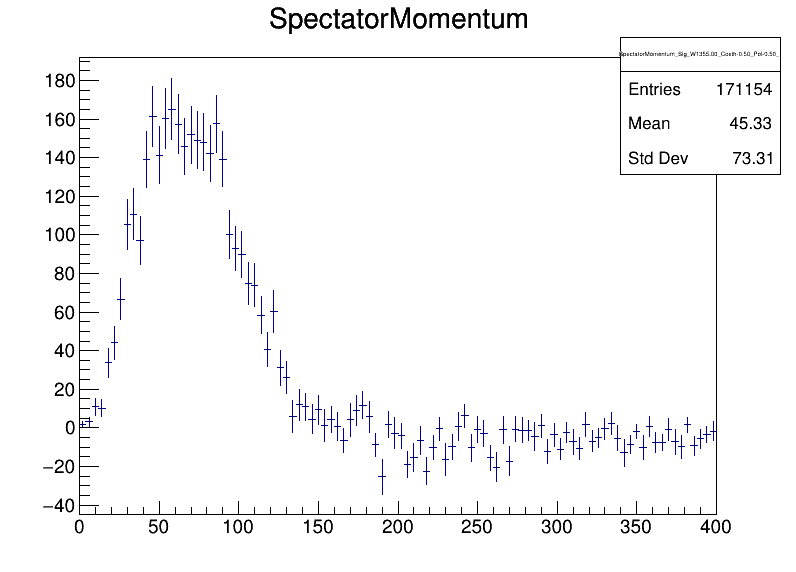 SpectatorMomentum
SpectatorMomentum_Sig_W1355.00_Costh-0.50_Pol-0.50_
Entries 171154
Mean 45.33
Std Dev 73.31
180
160
140
120
100
80
60
40
20
0
−20
−40
0 50 100 150 200 250 300 350 400